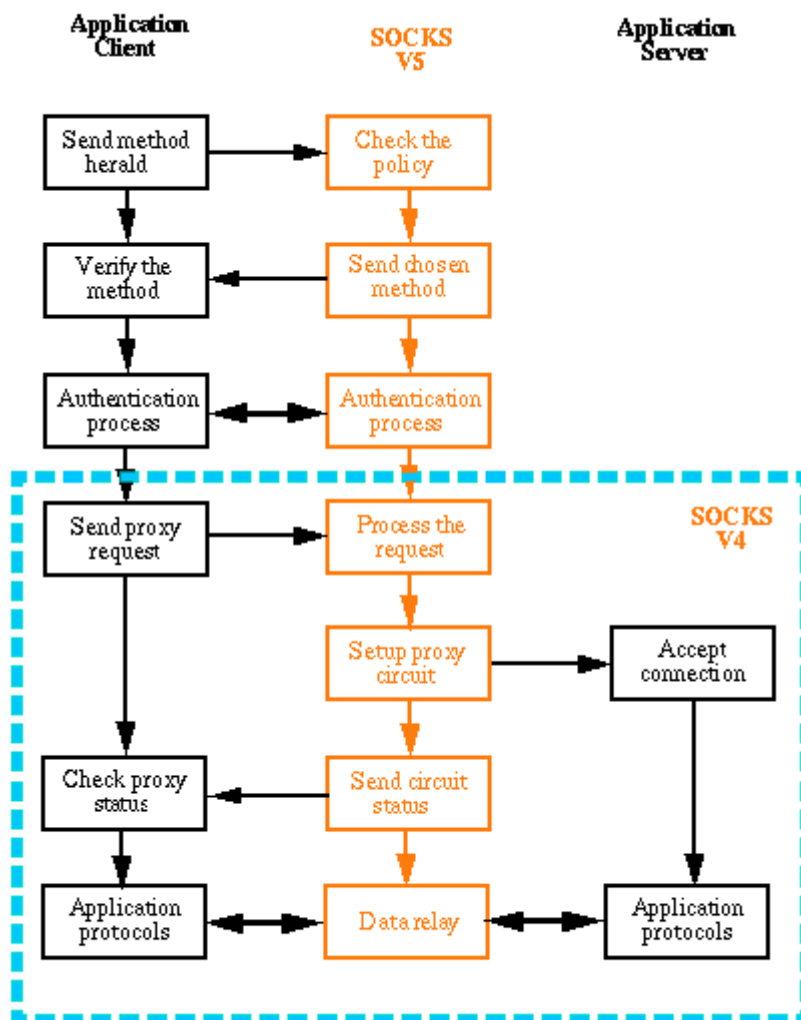 Application
Client
SOCKS
V5
Application
Server
Send method
herald
Check the
policy
Verify the
method
Send chosen
method
Authentication
process
Authentication
process
Send proxy
request
Process the
request
SOCKS
V4
Setup proxy
circuit
Accept
connection
Check proxy
status
Send circuit
status
Application
protocols
Data relay
Application
protocols